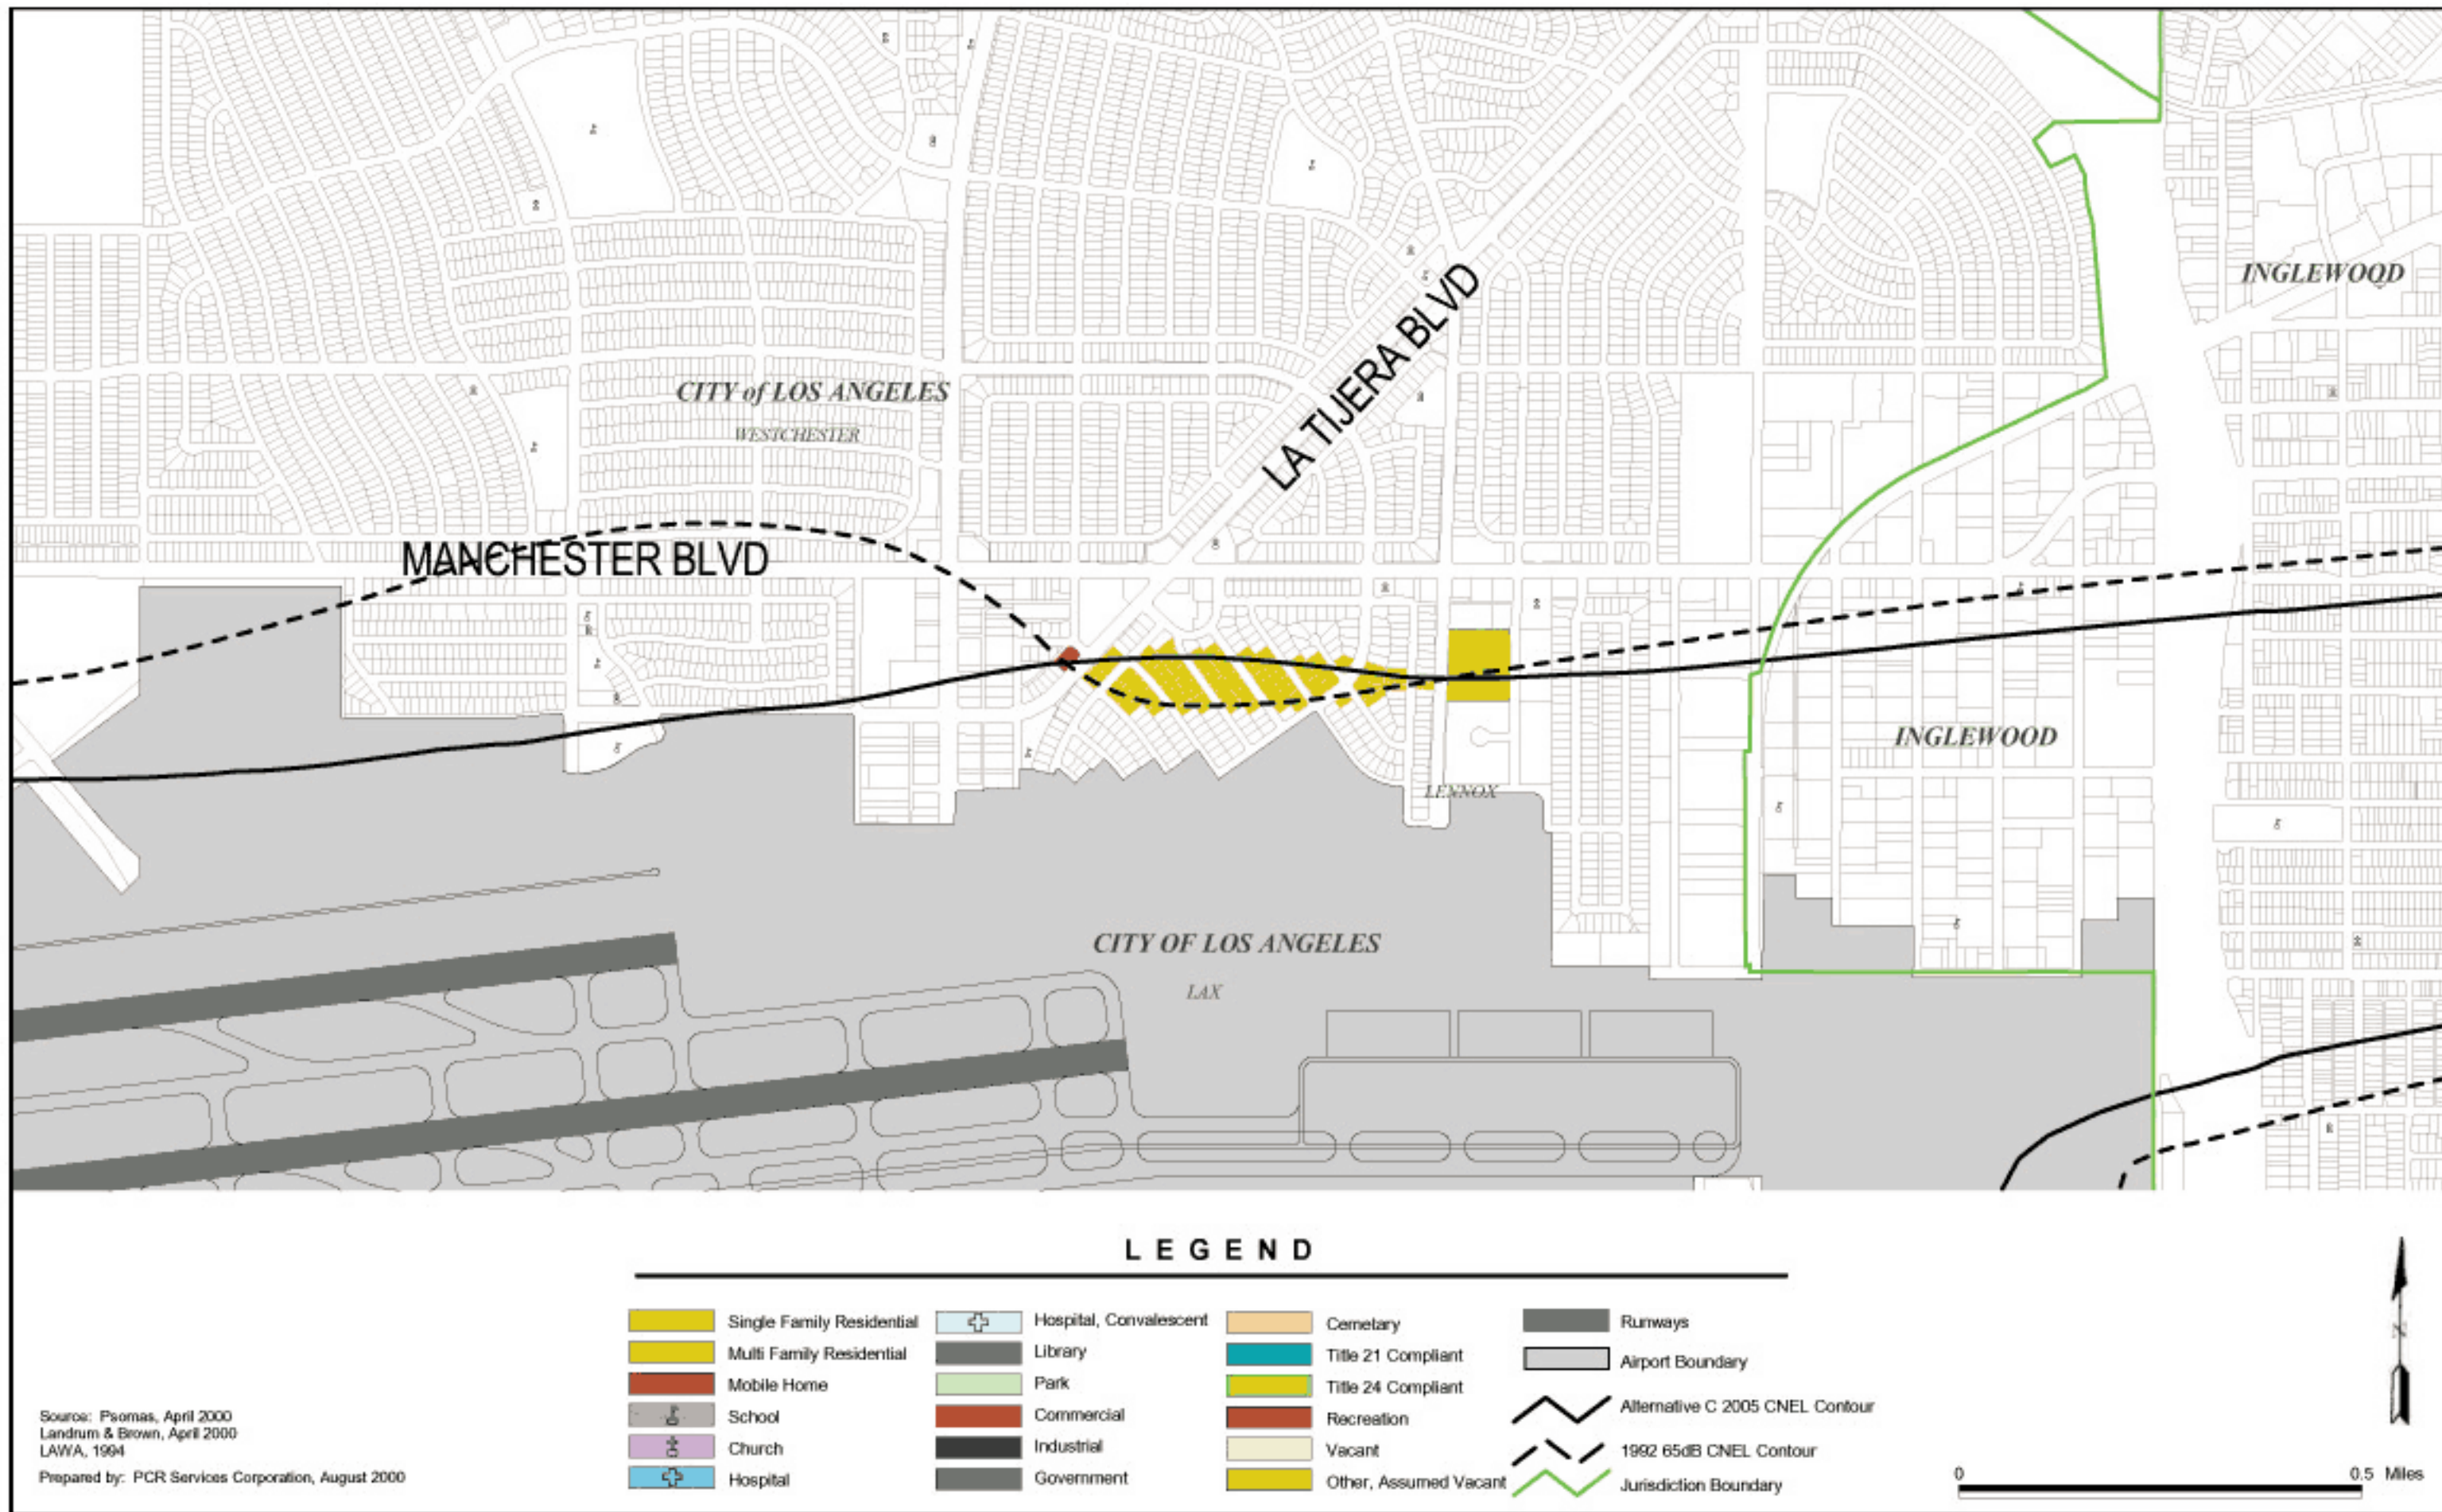 INGLEWOOD
LA TIJERA BLVD
CITY of LOS ANGELES
WESTCHESTER
MANCHESTER BLVD
INGLEWOOD
LENNOX
CITY OF LOS ANGELES
LAX
LEGEND
Single Family Residential
Multi Family Residential
Mobile Home
School
Church
Hospital
Hospital, Convalescent
Library
Park
Commercial
Industrial
Government
Cemetary
Title 21 Compliant
Title 24 Compliant
Recreation
Vacant
Other, Assumed Vacant
Runways
Airport Boundary
Alternative C 2005 CNEL Contour
1992 65dB CNEL Contour
Jurisdiction Boundary
Source: Psomas, April 2000
Landrum & Brown, April 2000
LAWA, 1994
Prepared by: PCR Services Corporation, August 2000
N
0 0.5 Miles